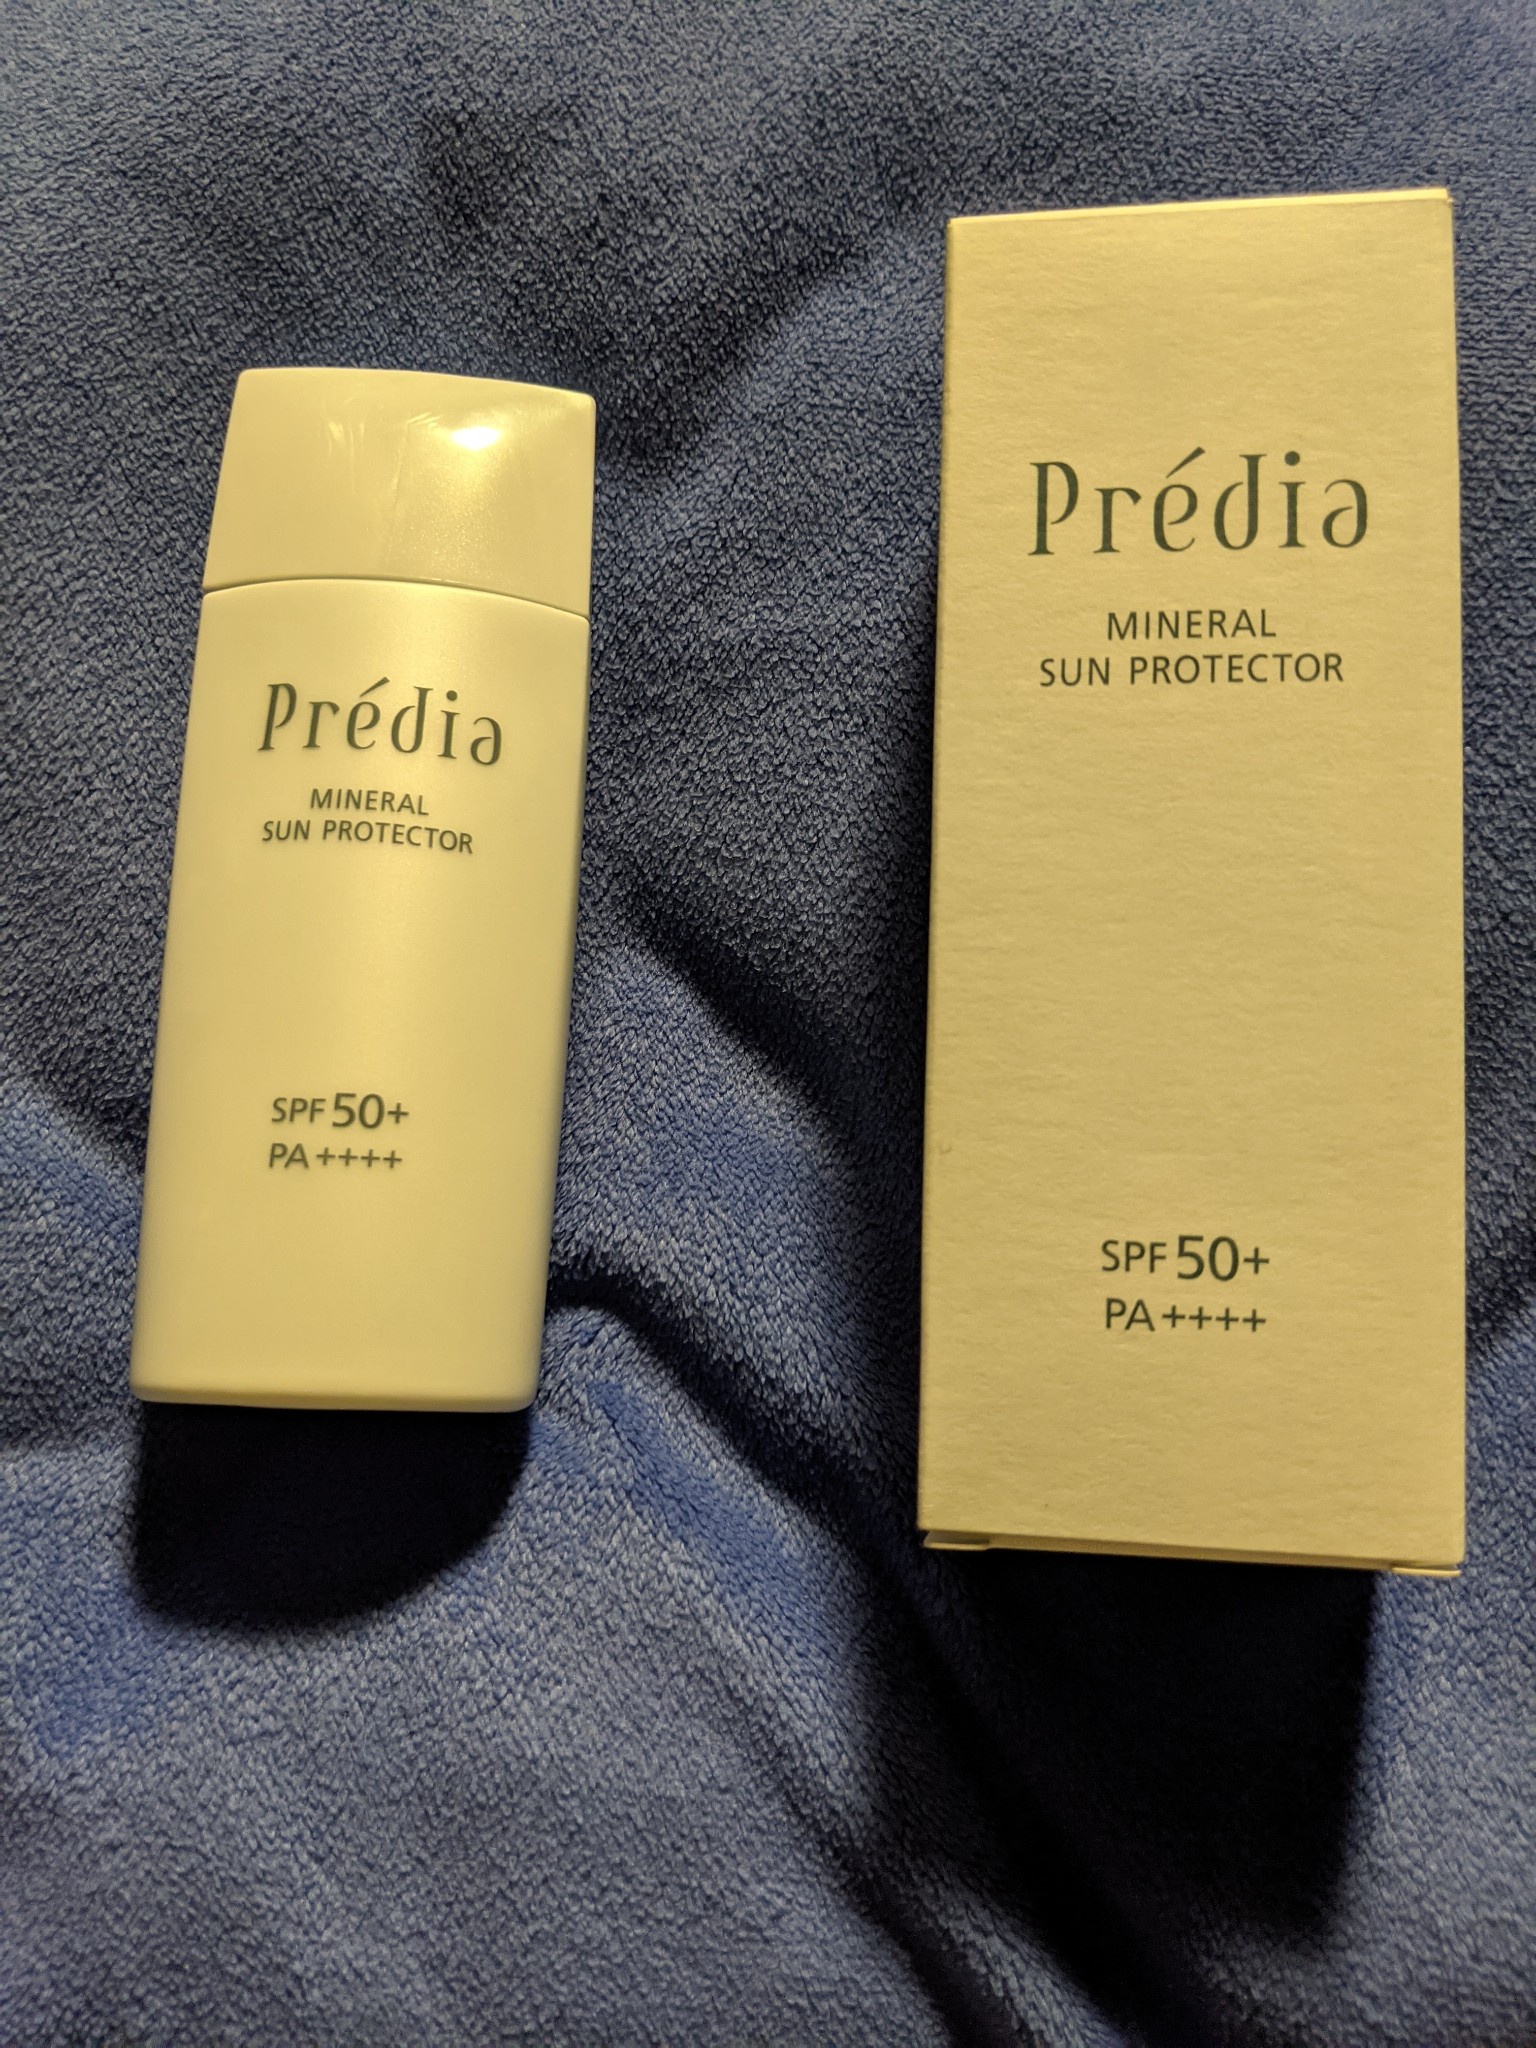 Prédia
MINERAL
SUN PROTECTOR
SPF 50+
PA ++++
Prédia
MINERAL
SUN PROTECTOR
SPF 50+
PA ++++